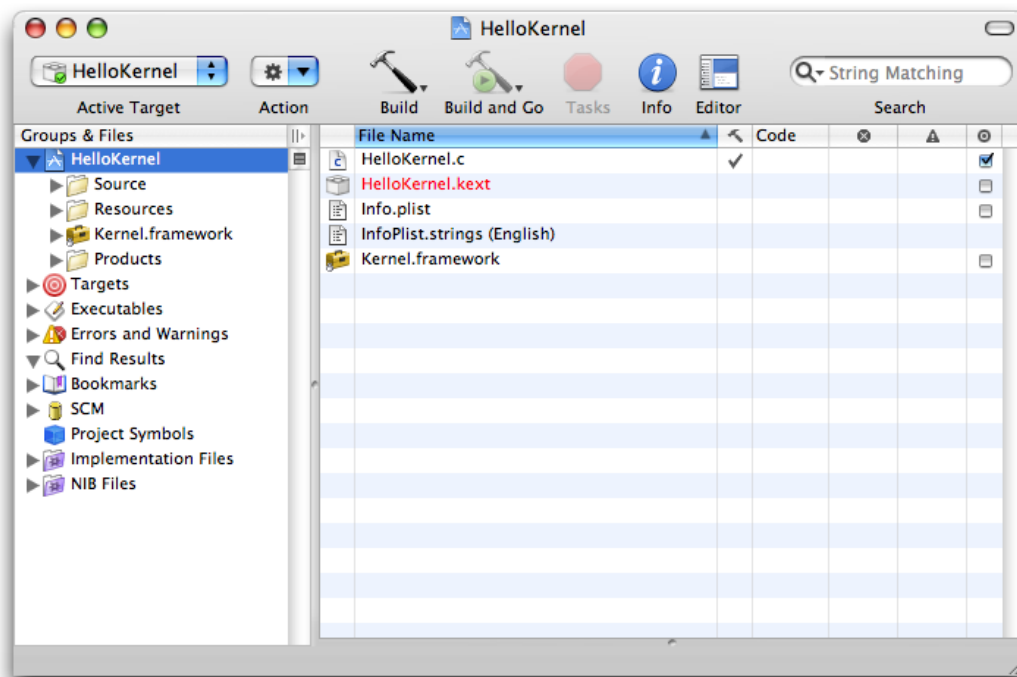 HelloKernel
HelloKernel
String Matching
Active Target
Action
Build
Build and Go
Tasks
Info
Editor
Search
Groups & Files
File Name
Code
HelloKernel
HelloKernel.c
Source
HelloKernel.kext
Resources
Info.plist
Kernel.framework
InfoPlist.strings (English)
Products
Kernel.framework
Targets
Executables
Errors and Warnings
Find Results
Bookmarks
SCM
Project Symbols
Implementation Files
NIB Files